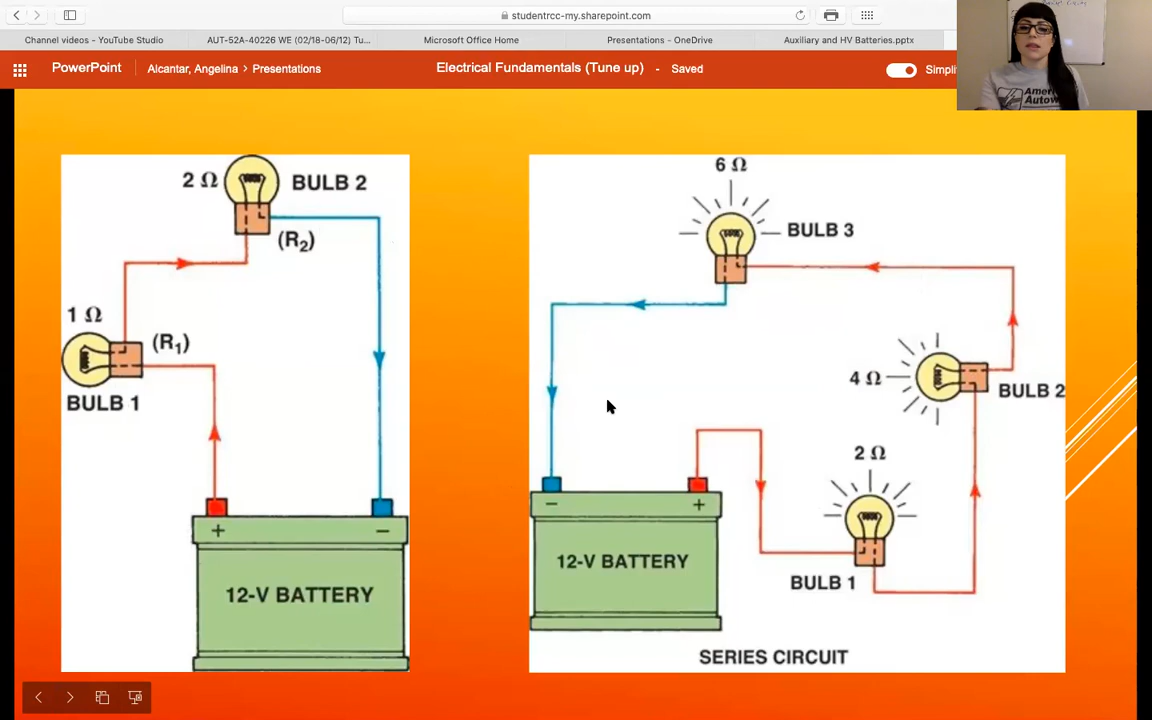 studentrcc-my.sharepoint.com
Channel videos - YouTube Studio
AUT-52A-40226 WE (02/18-06/12) Tu...
Microsoft Office Home
Presentations - OneDrive
Auxiliary and HV Batteries.pptx
PowerPoint
Alcantar, Angelina > Presentations
Electrical Fundamentals (Tune up) - Saved
Simpli
Ameri
Autow
2 Ω
BULB 2
(R2)
1 Ω
(R1)
BULB 1
+ −
12-V BATTERY
6 Ω
BULB 3
4 Ω
BULB 2
2 Ω
BULB 1
− +
12-V BATTERY
SERIES CIRCUIT